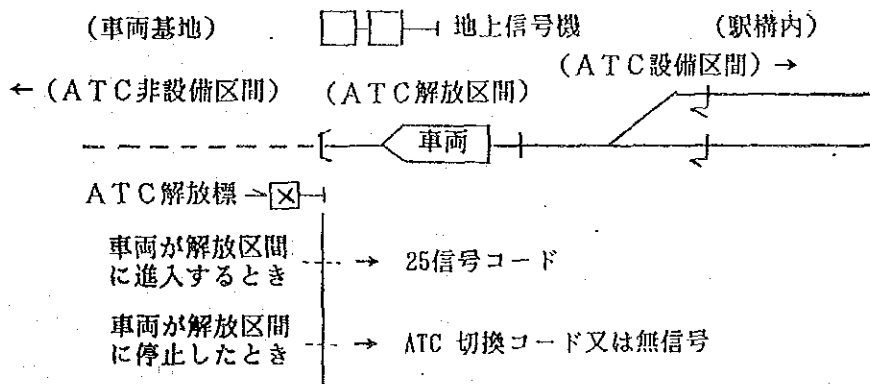 (車両基地)
地上信号機
(駅構内)
(ATC設備区間) →
← (ATC非設備区間)
(ATC解放区間)
車両
ATC解放標→
車両が解放区間
に進入するとき
→ 25信号コード
車両が解放区間
に停止したとき
→ ATC 切換コード又は無信号